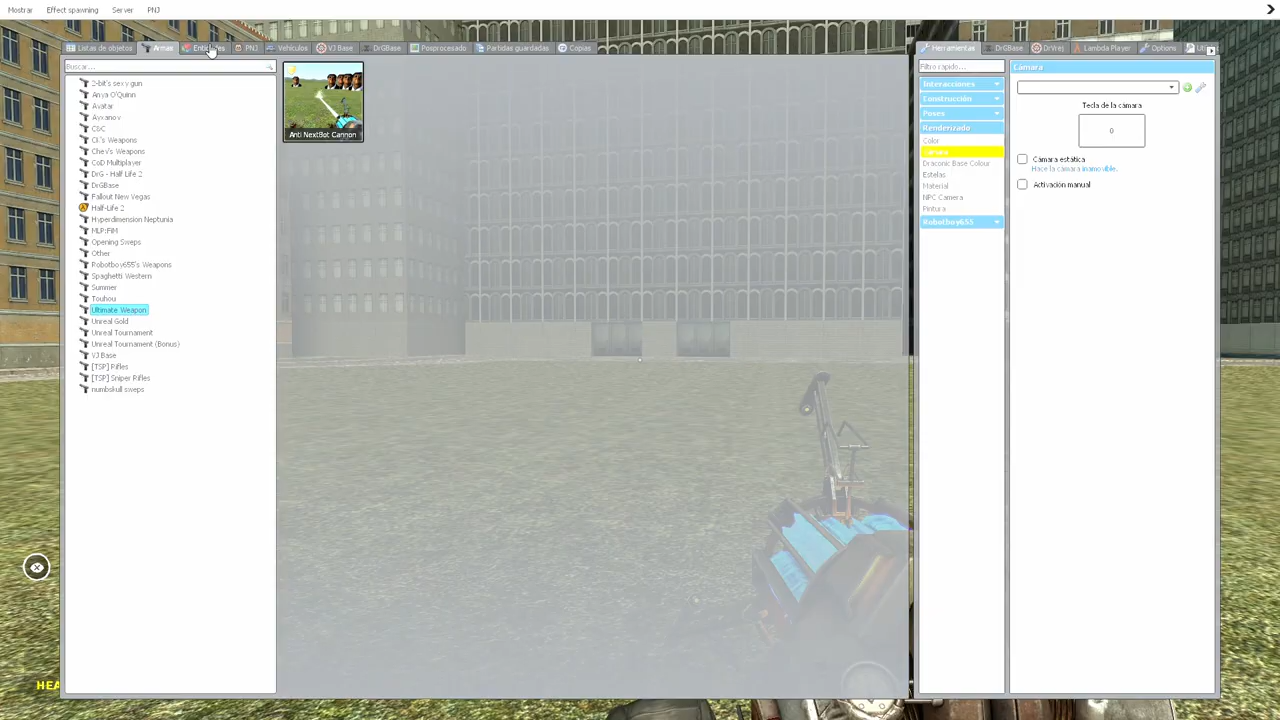 Mostrar Effect spawning Server PNJ
Listas de objetos Armas Entidades PNJ Vehículos VJ Base DrGBase Posprocesado Partidas guardadas Copias
Herramientas DrGBase DrVrej Lambda Player Options
Buscar...
2-bit's sexy gun
Anya O'Quinn
Avatar
C&C
Chev's Weapons
CoD Multiplayer
DrG - Half Life 2
DrGBase
Fallout New Vegas
Half-Life 2
Hyperdimension Neptunia
MLP:FiM
Opening Sweps
Other
Robotboy655's Weapons
Spaghetti Western
Summer
Touhou
Ultimate Weapon
Unreal Gold
Unreal Tournament
Unreal Tournament (Bonus)
VJ Base
[TSP] Rifles
[TSP] Sniper Rifles
numbskull sweps
Anti NextBot Cannon
Filtro rapido...
Interacciones
Construcción
Poses
Renderizado
Color
Cámara
Draconic Base Colour
Estelas
Material
NPC Camera
Pintura
Robotboy655
Cámara
Tecla de la cámara
0
Cámara estática
Hace la cámara inamovible.
Activación manual
HEA